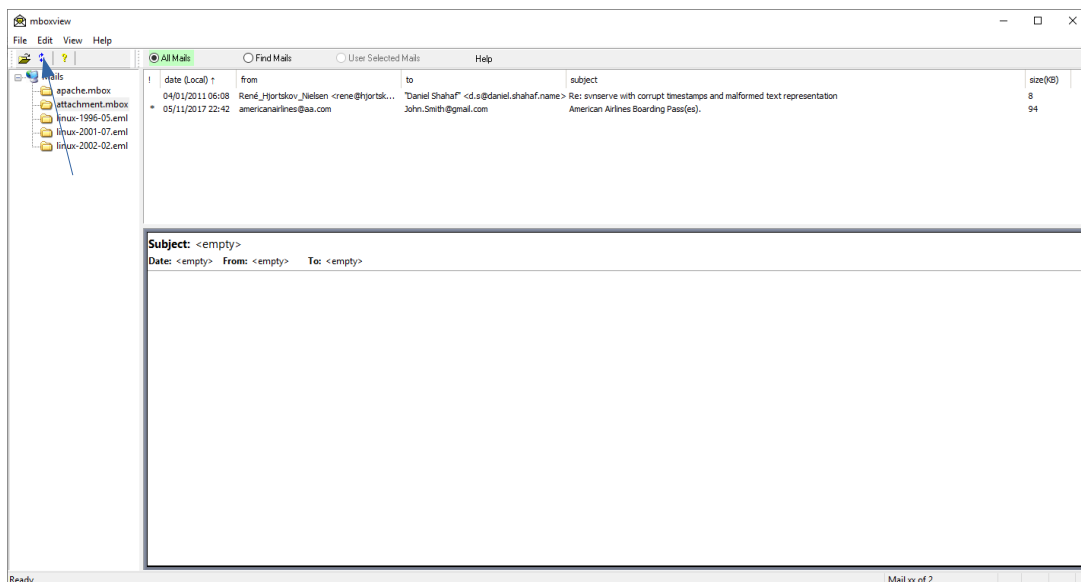 mboxview
File Edit View Help
? All Mails Find Mails User Selected Mails Help
mails
apache.mbox
attachment.mbox
linux-1996-05.eml
linux-2001-07.eml
linux-2002-02.eml
! date (Local) ↑ from to subject size(KB)
04/01/2011 06:08 René_Hjortskov_Nielsen <rene@hjortsk... "Daniel Shahaf" <d.s@daniel.shahaf.name> Re: svnserve with corrupt timestamps and malformed text representation 8
* 05/11/2017 22:42 americanairlines@aa.com John.Smith@gmail.com American Airlines Boarding Pass(es). 94
Subject: <empty>
Date: <empty> From: <empty> To: <empty>
Ready Mail xx of 2